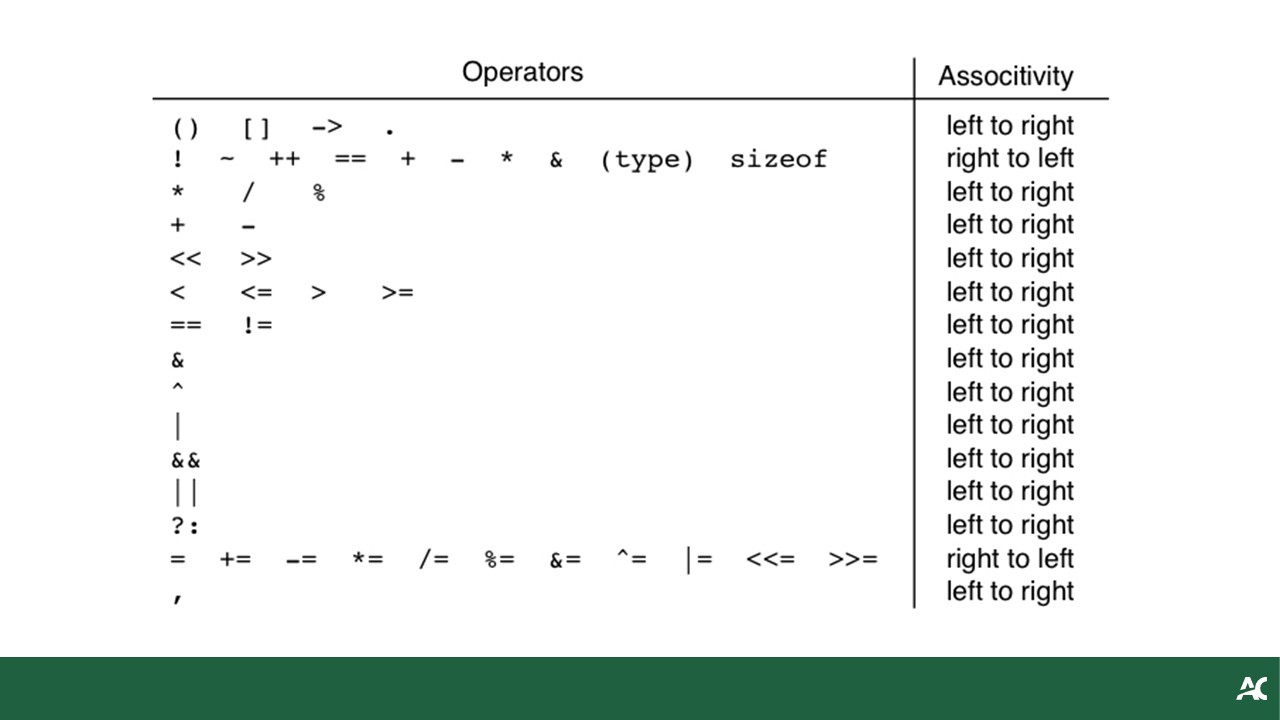 Operators Associtivity
() [] -> . left to right
! ~ ++ == + - * & (type) sizeof right to left
* / % left to right
+ - left to right
<< >> left to right
< <= > >= left to right
== != left to right
& left to right
^ left to right
| left to right
&& left to right
|| left to right
?: left to right
= += -= *= /= %= &= ^= |= <<= >>= right to left
, left to right
AC